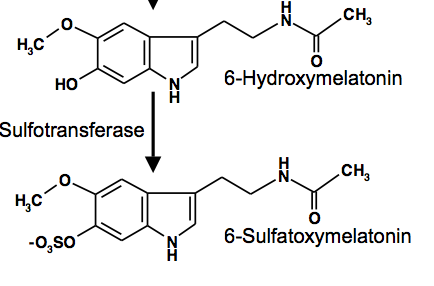 H
N
CH₃
O
H₃C
O
HO
N
H
6-Hydroxymelatonin
Sulfotransferase
H
N
CH₃
O
H₃C
O
-O₃SO
N
H
6-Sulfatoxymelatonin